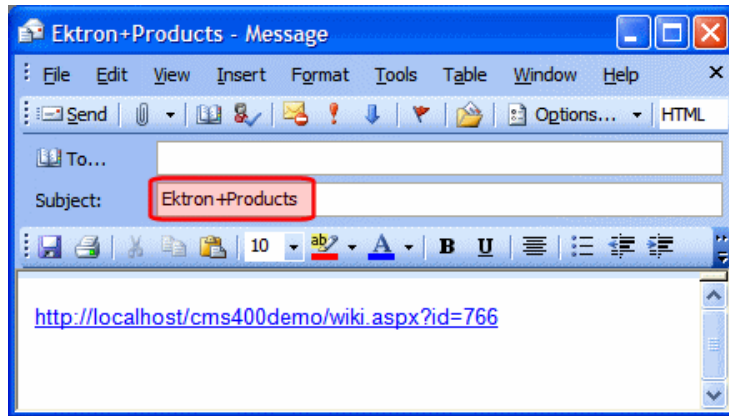 Ektron+Products - Message
File Edit View Insert Format Tools Table Window Help
Send Options... HTML
To...
Subject: Ektron+Products
10 ab A B U
http://localhost/cms400demo/wiki.aspx?id=766